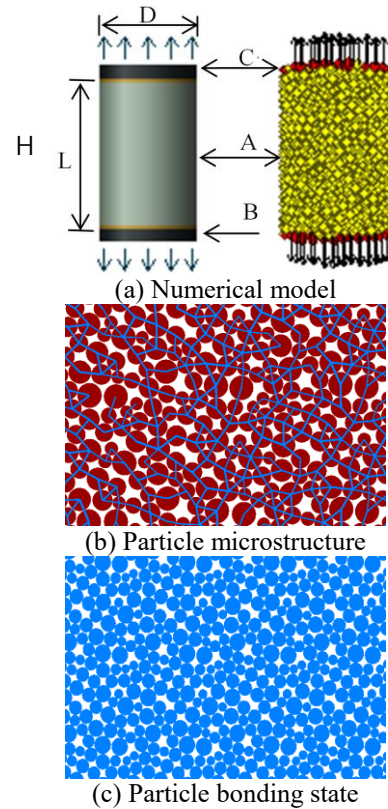 D
C
H
L
A
B
(a) Numerical model
(b) Particle microstructure
(c) Particle bonding state